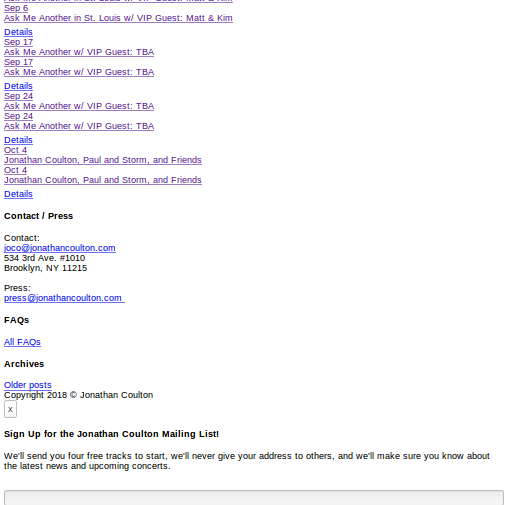 Sep 6
Ask Me Another in St. Louis w/ VIP Guest: Matt & Kim
Details
Sep 17
Ask Me Another w/ VIP Guest: TBA
Sep 17
Ask Me Another w/ VIP Guest: TBA
Details
Sep 24
Ask Me Another w/ VIP Guest: TBA
Sep 24
Ask Me Another w/ VIP Guest: TBA
Details
Oct 4
Jonathan Coulton, Paul and Storm, and Friends
Oct 4
Jonathan Coulton, Paul and Storm, and Friends
Details
Contact / Press
Contact:
joco@jonathancoulton.com
534 3rd Ave. #1010
Brooklyn, NY 11215
Press:
press@jonathancoulton.com
FAQs
All FAQs
Archives
Older posts
Copyright 2018 © Jonathan Coulton
x
Sign Up for the Jonathan Coulton Mailing List!
We'll send you four free tracks to start, we'll never give your address to others, and we'll make sure you know about
the latest news and upcoming concerts.